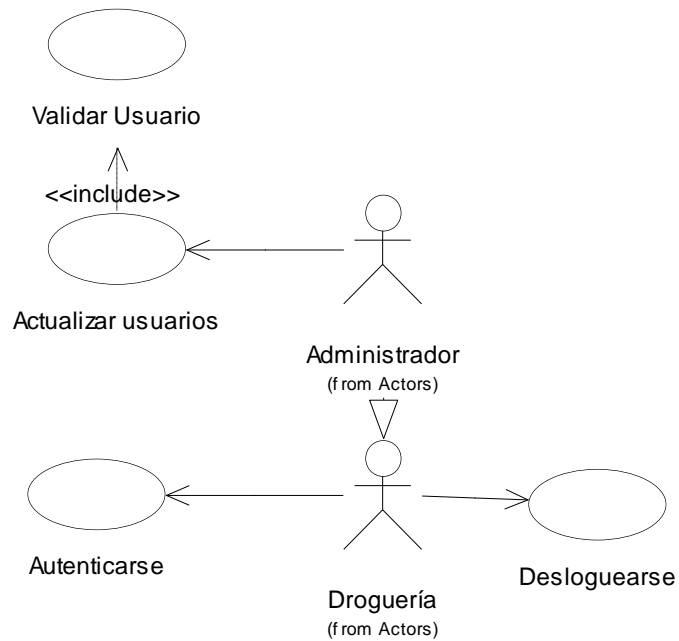 Validar Usuario
<<include>>
Actualizar usuarios
Administrador
(from Actors)
Autenticarse
Desloguearse
Droguería
(from Actors)